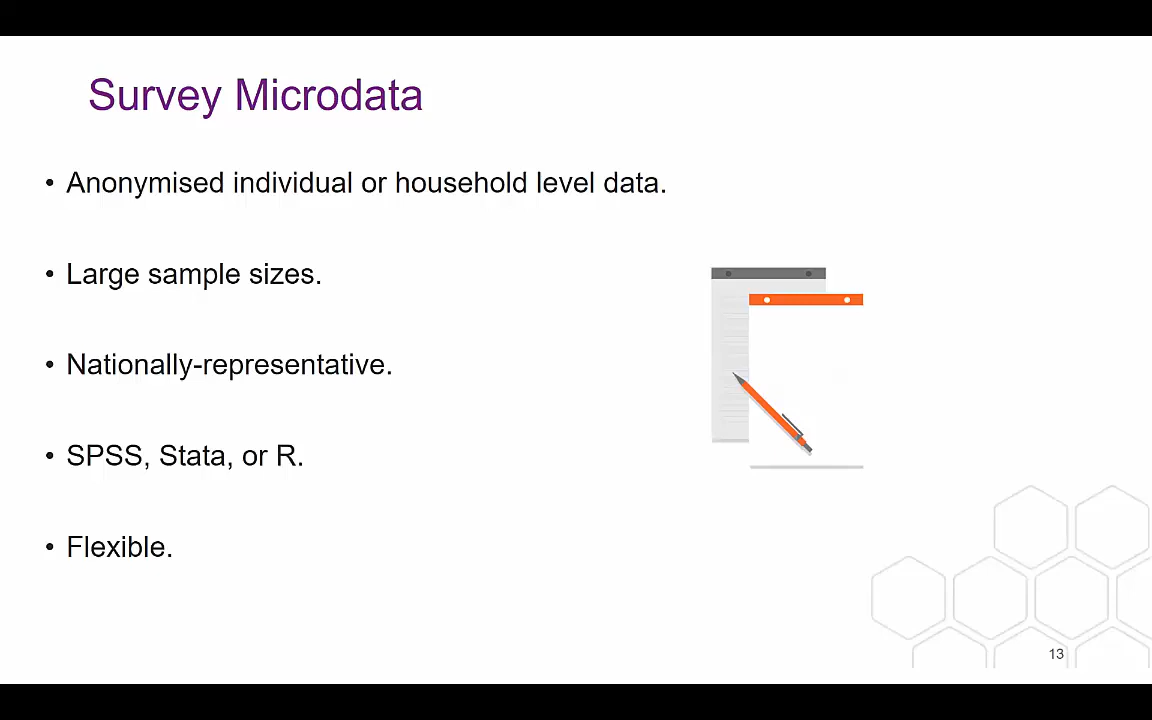 Survey Microdata
• Anonymised individual or household level data.
• Large sample sizes.
• Nationally-representative.
• SPSS, Stata, or R.
• Flexible.
13